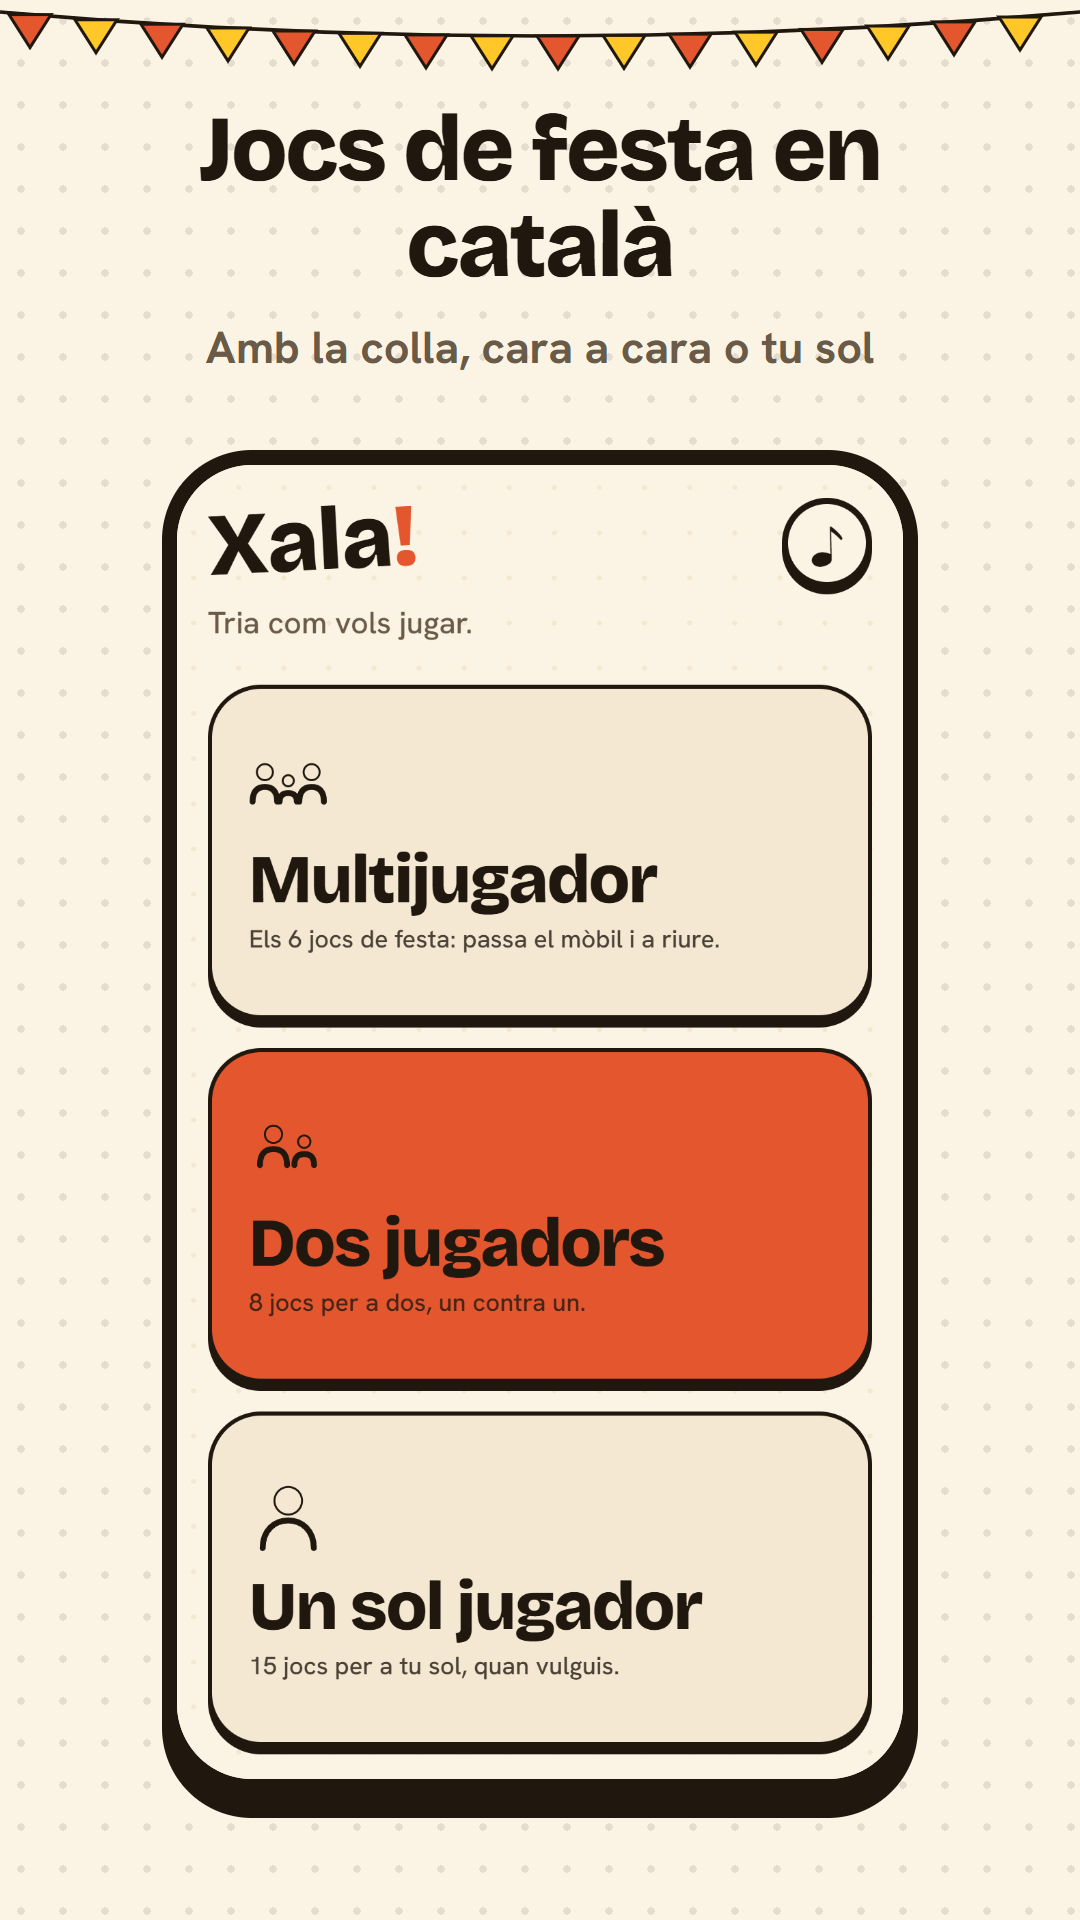 Jocs de festa en
català
Amb la colla, cara a cara o tu sol
Xala!
Tria com vols jugar.
Multijugador
Els 6 jocs de festa: passa el mòbil i a riure.
Dos jugadors
8 jocs per a dos, un contra un.
Un sol jugador
15 jocs per a tu sol, quan vulguis.